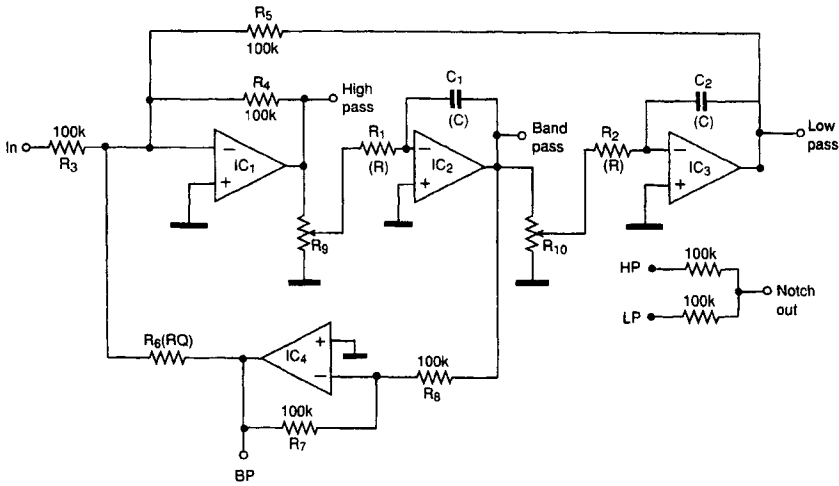 R5
100k
R4
100k
High
pass
C1
(C)
C2
(C)
In
100k
R3
−
+
IC1
R1
(R)
−
+
IC2
Band
pass
R2
(R)
−
+
IC3
Low
pass
R9
R10
HP
100k
LP
100k
Notch
out
R6(RQ)
IC4
+
−
100k
R8
100k
R7
BP